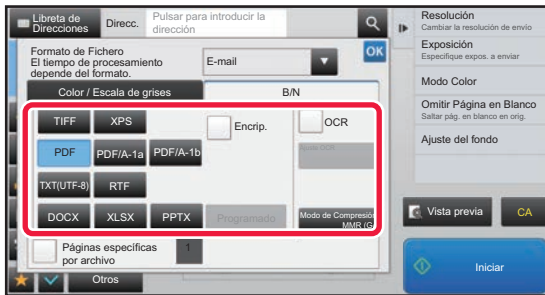 Libreta de
Direcciones
Direcc.
Pulsar para introducir la
dirección
Formato de Fichero
El tiempo de procesamiento
depende del formato.
E-mail
OK
Color / Escala de grises
B/N
TIFF
XPS
Encrip.
OCR
PDF
PDF/A-1a
PDF/A-1b
Ajuste OCR
TXT(UTF-8)
RTF
DOCX
XLSX
PPTX
Programado
Modo de Compresión
MMR (G
Páginas específicas
por archivo
1
Otros
Resolución
Cambiar la resolución de envío
Exposición
Especifique expos. a enviar
Modo Color
Omitir Página en Blanco
Saltar pág. en blanco en orig.
Ajuste del fondo
Vista previa
CA
Iniciar